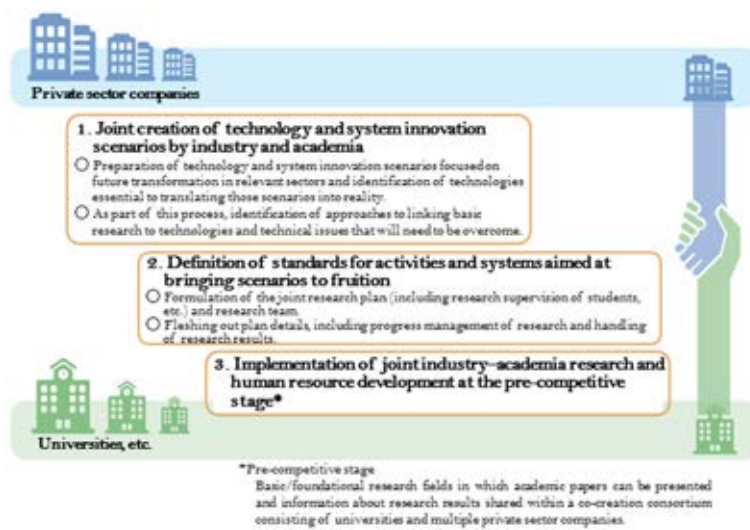 Private sector companies
1. Joint creation of technology and system innovation
scenarios by industry and academia
○ Preparation of technology and system innovation scenarios focused on
future transformation in relevant sectors and identification of technologies
essential to translating those scenarios into reality.
○ As part of this process, identification of approaches to linking basic
research to technologies and technical issues that will need to be overcome.
2. Definition of standards for activities and systems aimed at
bringing scenarios to fruition
○ Formulation of the joint research plan (including research supervision of students,
etc.) and research team.
○ Fleshing out plan details, including progress management of research and handling
of research results.
3. Implementation of joint industry–academia research and
human resource development at the pre-competitive
stage*
Universities, etc.
*Pre-competitive stage
Basic/foundational research fields in which academic papers can be presented
and information about research results shared within a co-creation consortium
consisting of universities and multiple private sector companies.